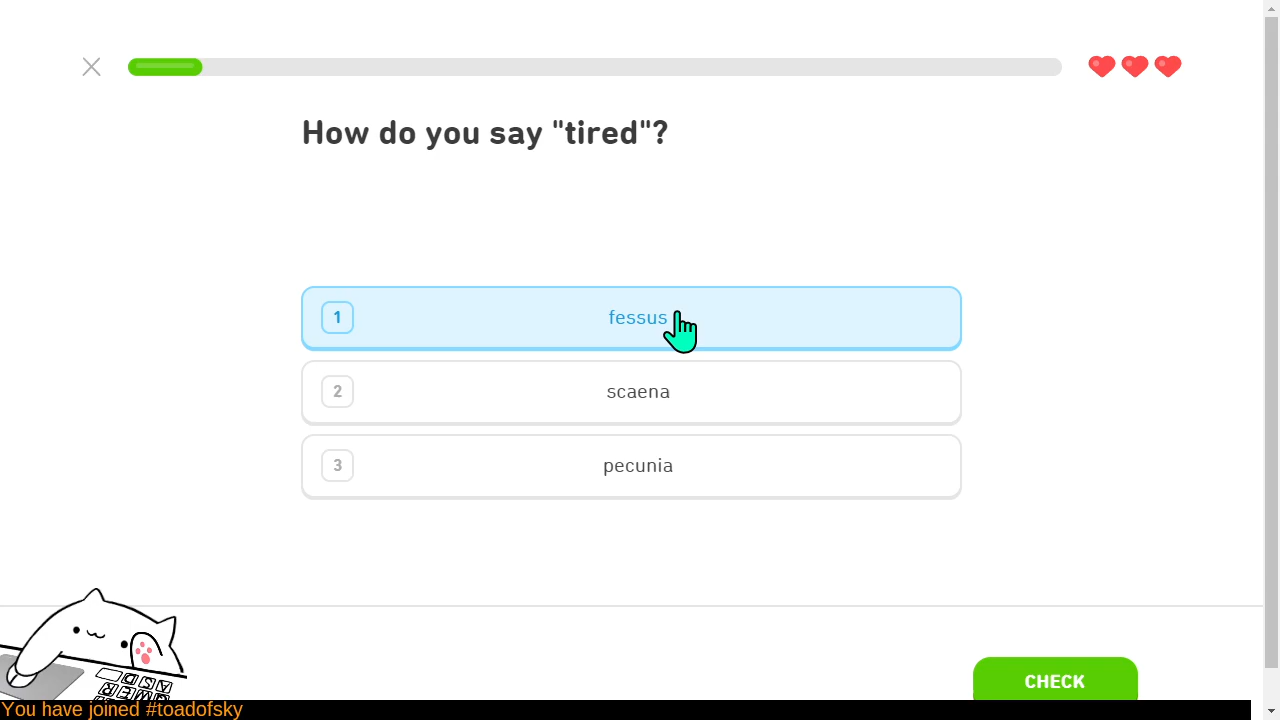 How do you say "tired"?
1 fessus
2 scaena
3 pecunia
CHECK
You have joined #toadofsky